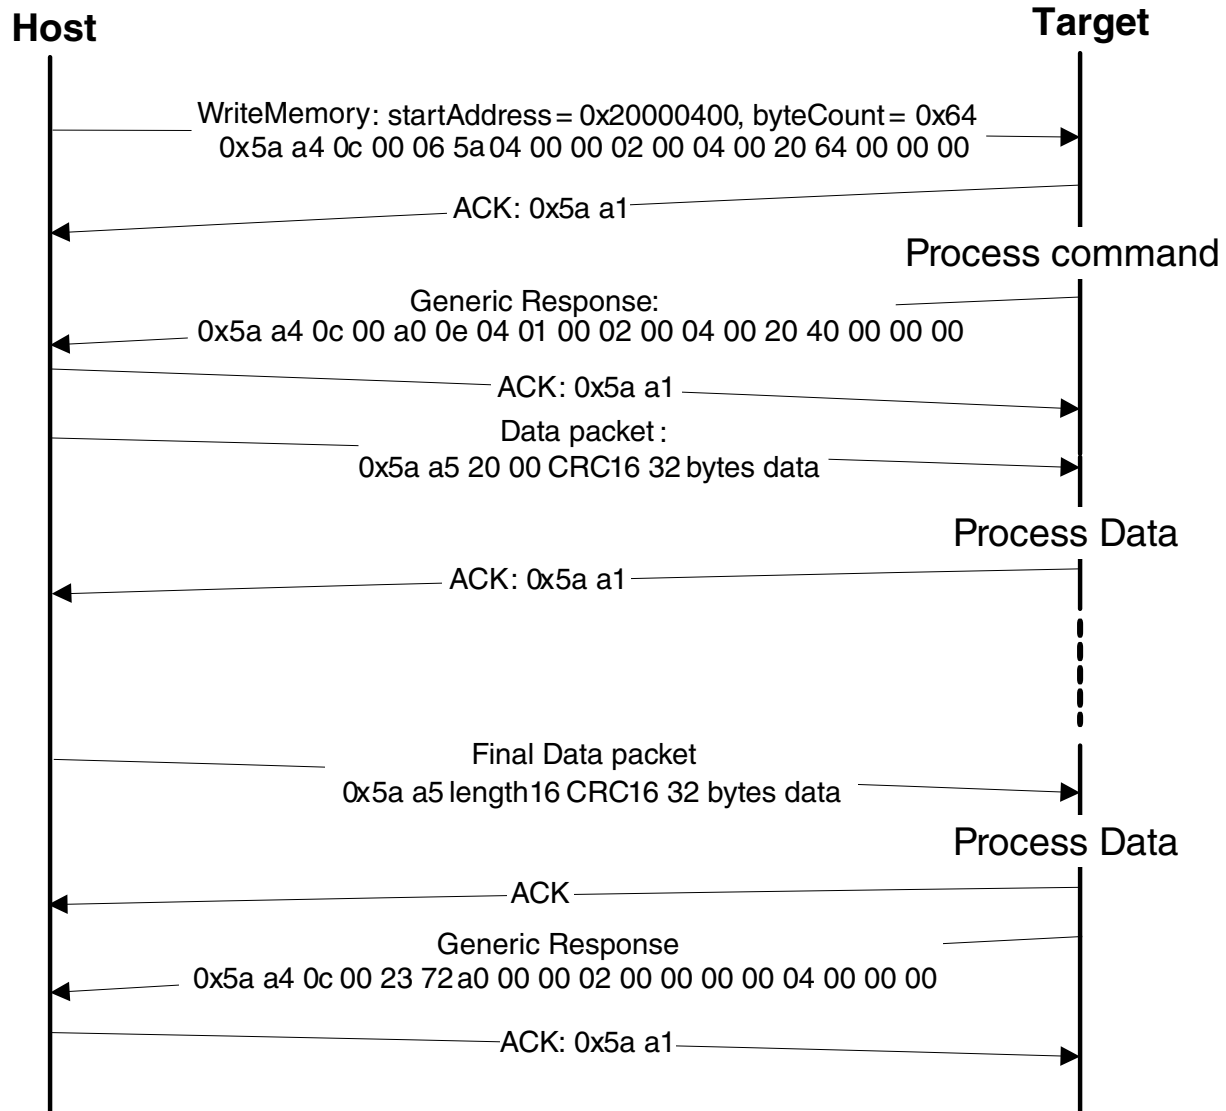 Host
Target
WriteMemory: startAddress = 0x20000400, byteCount = 0x64
0x5a a4 0c 00 06 5a 04 00 00 02 00 04 00 20 64 00 00 00
ACK: 0x5a a1
Process command
Generic Response:
0x5a a4 0c 00 a0 0e 04 01 00 02 00 04 00 20 40 00 00 00
ACK: 0x5a a1
Data packet :
0x5a a5 20 00 CRC16 32 bytes data
Process Data
ACK: 0x5a a1
Final Data packet
0x5a a5 length16 CRC16 32 bytes data
Process Data
ACK
Generic Response
0x5a a4 0c 00 23 72 a0 00 00 02 00 00 00 00 04 00 00 00
ACK: 0x5a a1